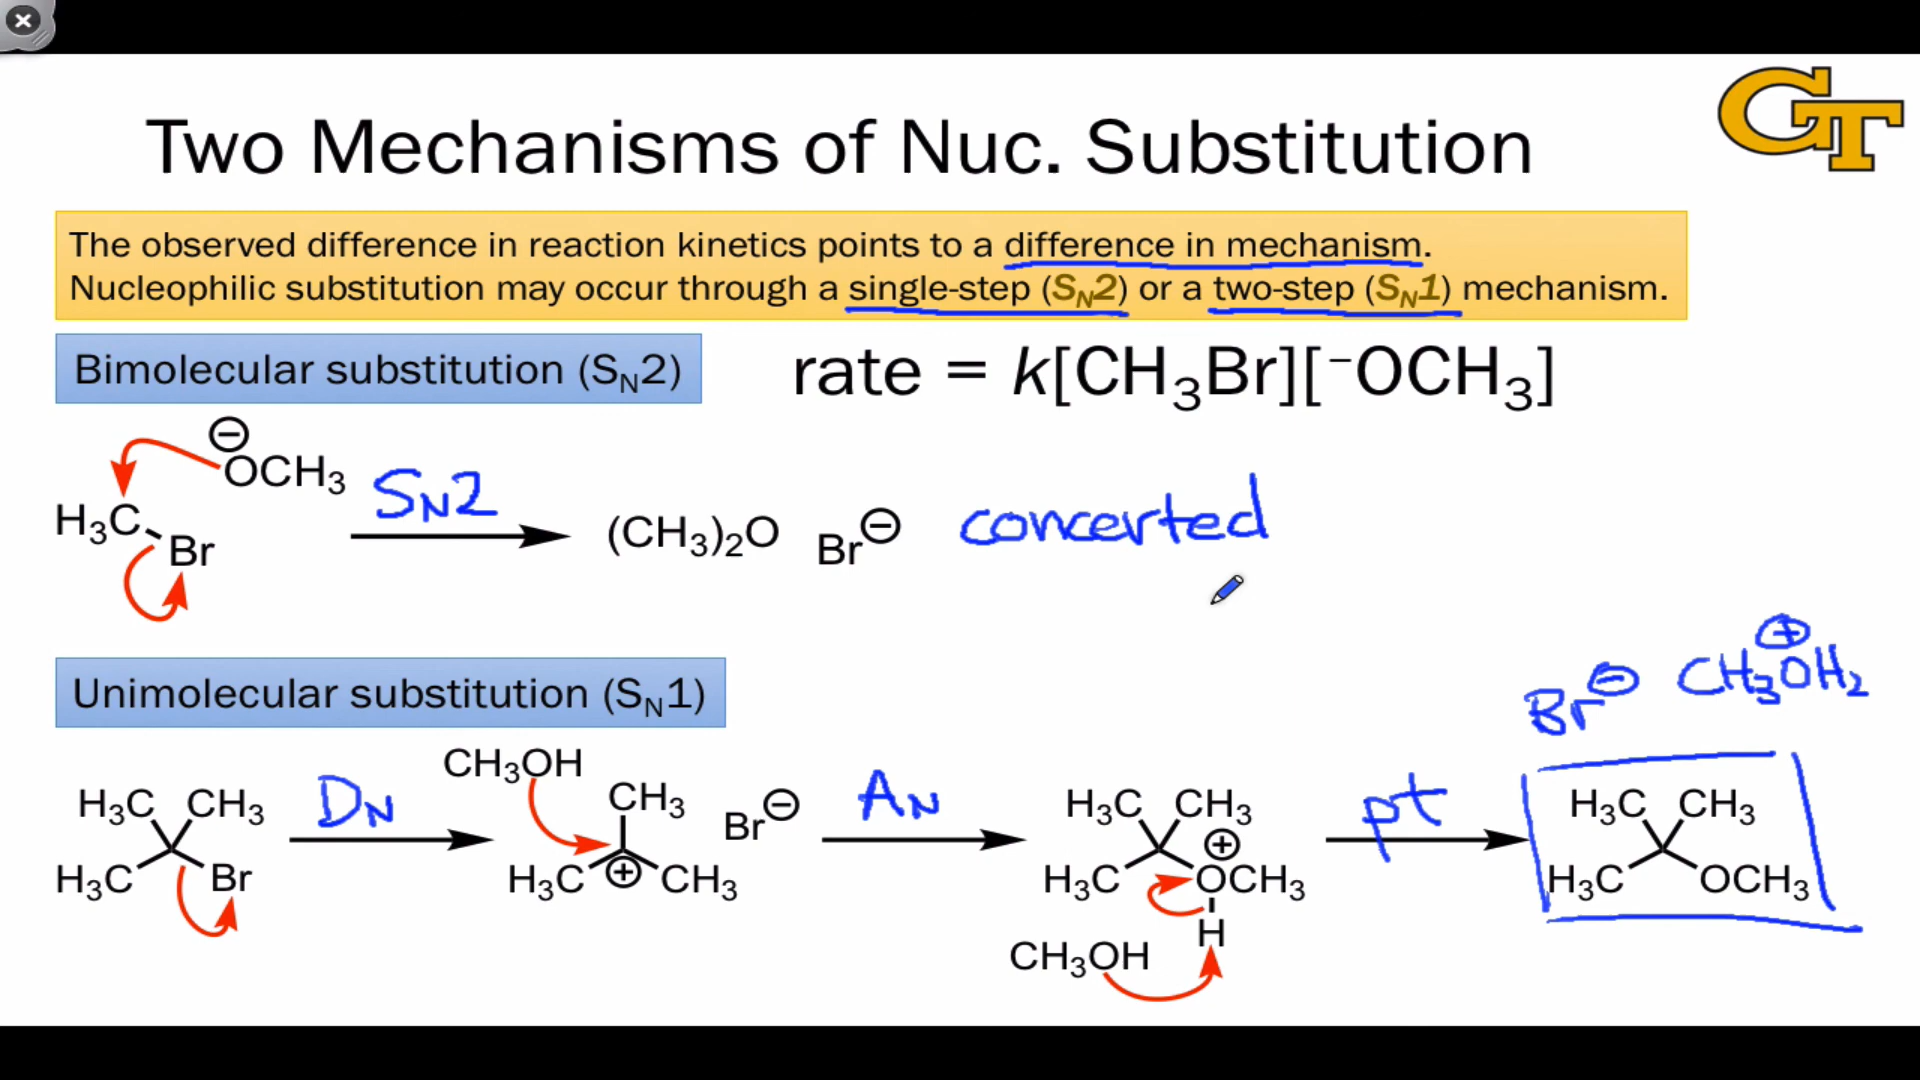 GT
Two Mechanisms of Nuc. Substitution
The observed difference in reaction kinetics points to a difference in mechanism.
Nucleophilic substitution may occur through a single-step (SN2) or a two-step (SN1) mechanism.
Bimolecular substitution (SN2)
rate = k[CH3Br][⁻OCH3]
⊖
OCH3
H3C
Br
SN2
(CH3)2O Br⊖
concerted
Unimolecular substitution (SN1)
Br⊖ CH3OH2⊕
H3C CH3
H3C Br
DN
CH3OH
CH3
H3C ⊕ CH3
Br⊖
AN
H3C CH3
⊕
H3C OCH3
H
CH3OH
pt
H3C CH3
H3C OCH3